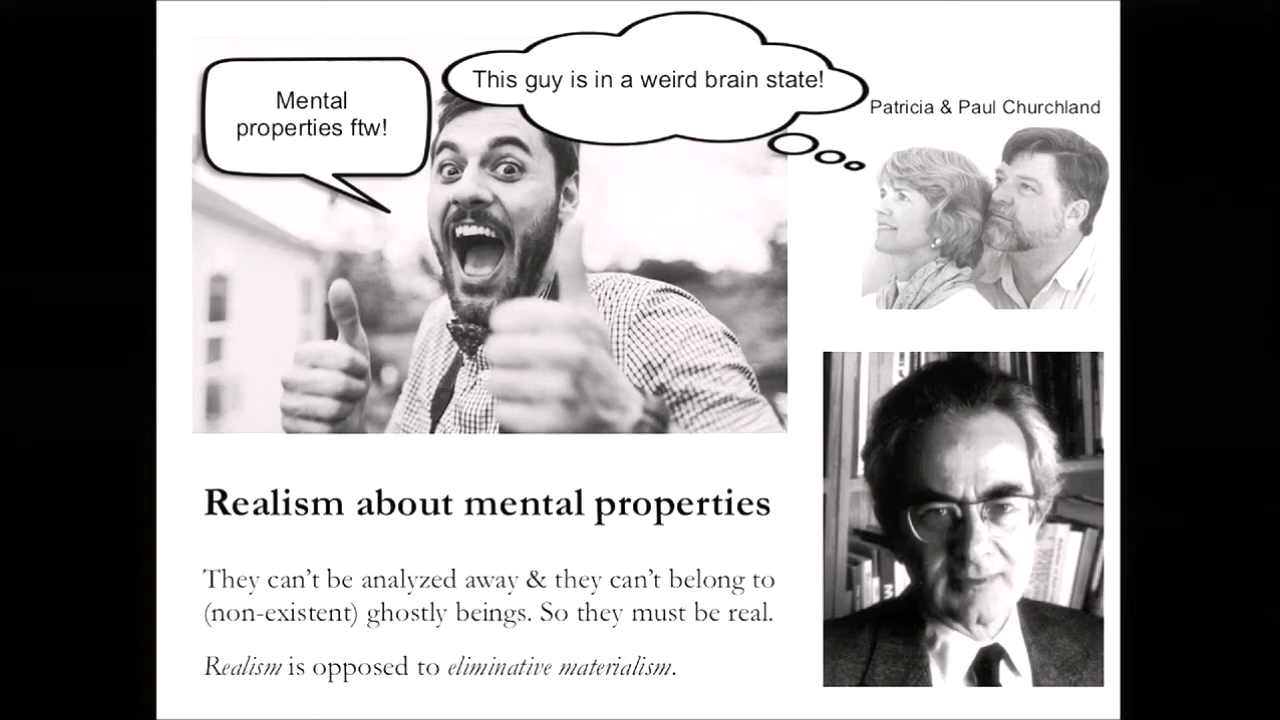 Mental
properties ftw!
This guy is in a weird brain state!
Patricia & Paul Churchland
Realism about mental properties
They can’t be analyzed away & they can’t belong to
(non-existent) ghostly beings. So they must be real.
Realism is opposed to eliminative materialism.